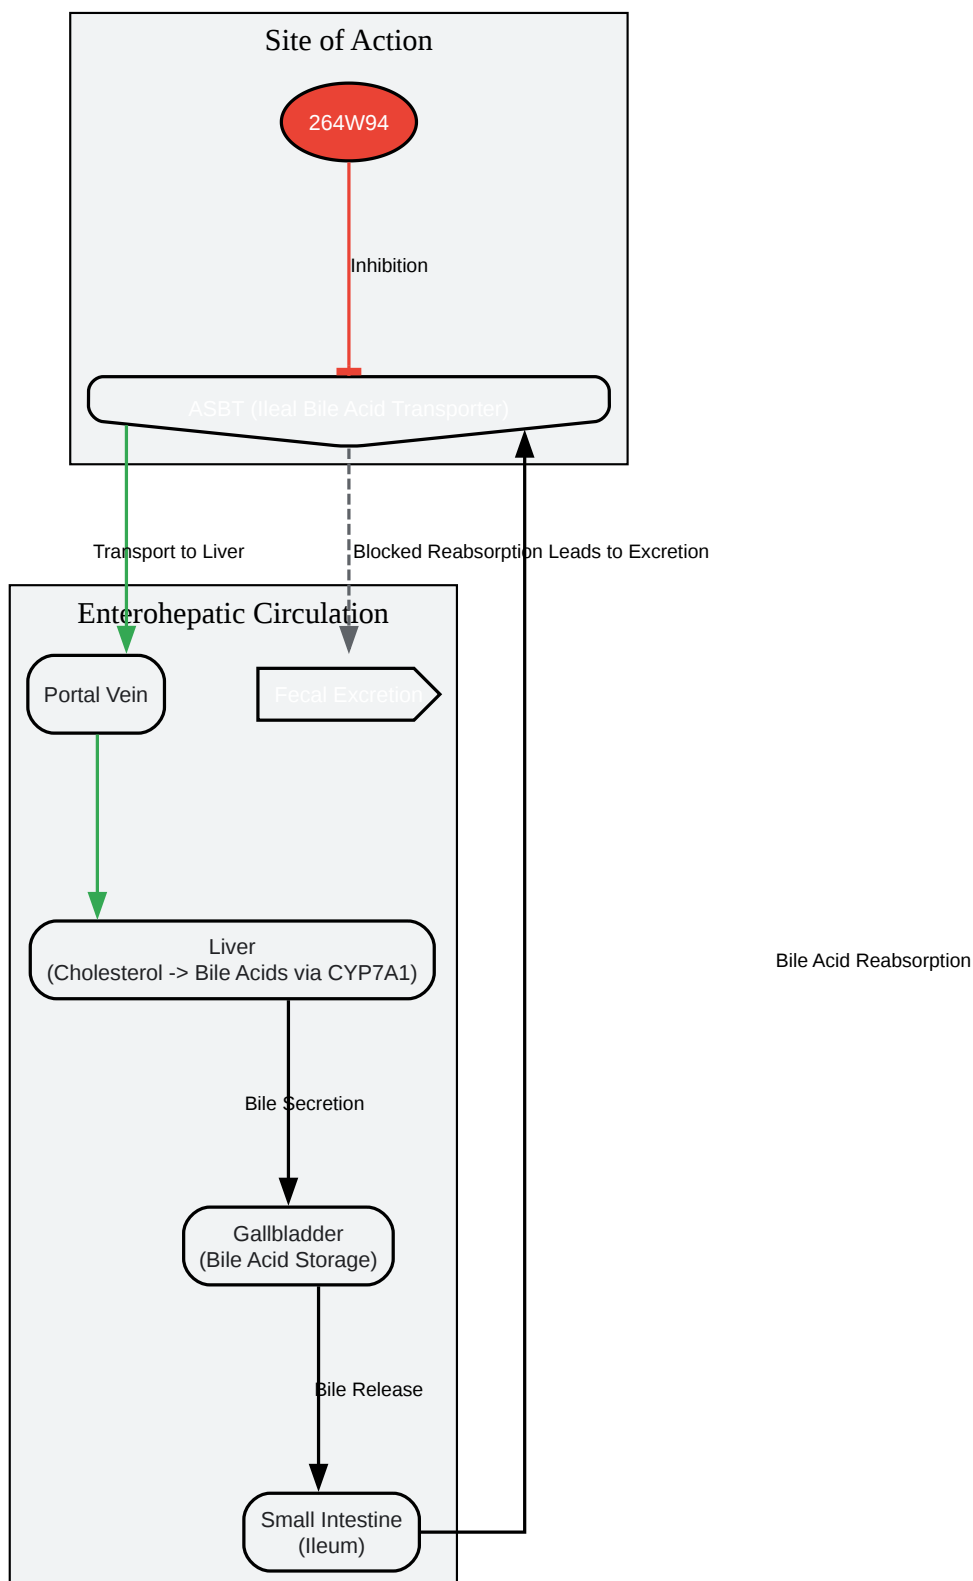 Site of Action
264W94
Inhibition
ASBT (Ileal Bile Acid Transporter)
Transport to Liver
Blocked Reabsorption Leads to Excretion
Enterohepatic Circulation
Portal Vein
Fecal Excretion
Liver
(Cholesterol -> Bile Acids via CYP7A1)
Bile Acid Reabsorption
Bile Secretion
Gallbladder
(Bile Acid Storage)
Bile Release
Small Intestine
(Ileum)